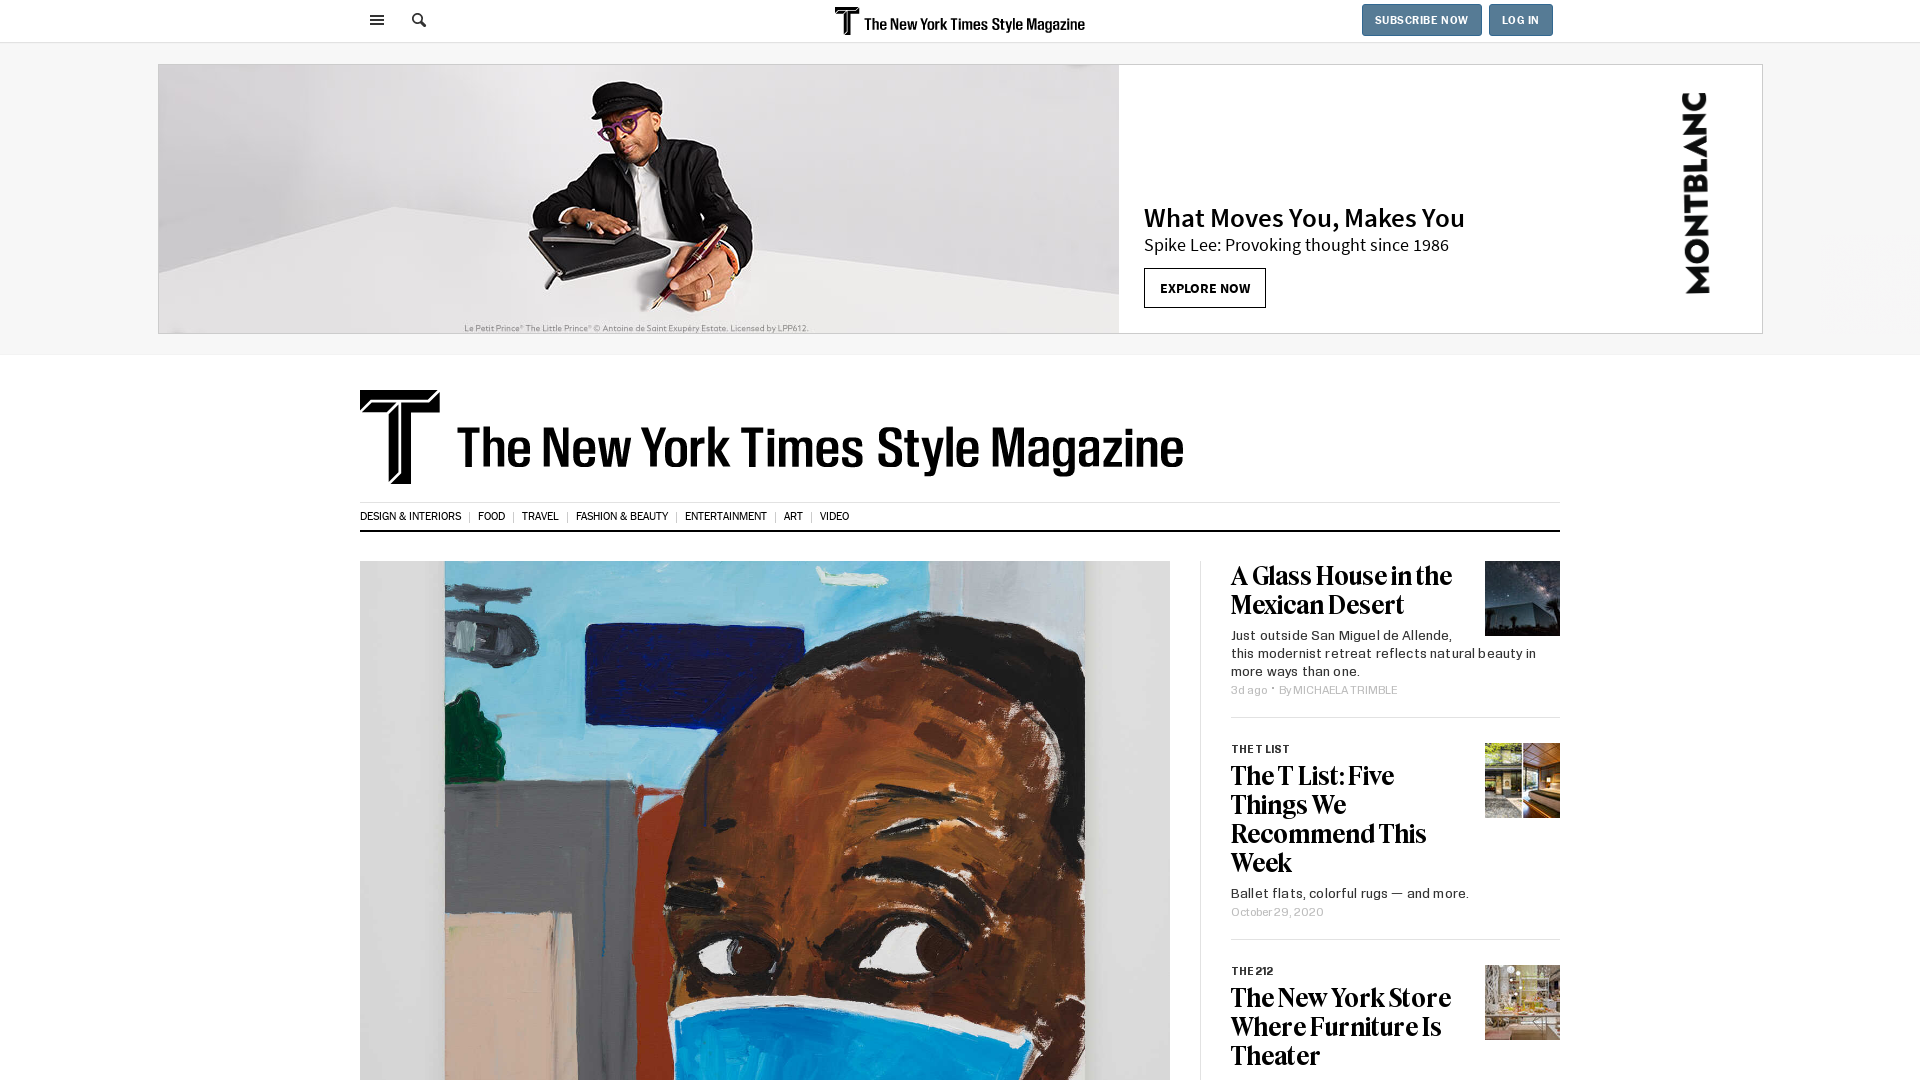 The New York Times Style Magazine
SUBSCRIBE NOW
LOG IN
What Moves You, Makes You
Spike Lee: Provoking thought since 1986
EXPLORE NOW
MONTBLANC
Le Petit Prince® The Little Prince® © Antoine de Saint Exupéry Estate. Licensed by LPP612.
T The New York Times Style Magazine
DESIGN & INTERIORS | FOOD | TRAVEL | FASHION & BEAUTY | ENTERTAINMENT | ART | VIDEO
A Glass House in the
Mexican Desert
Just outside San Miguel de Allende,
this modernist retreat reflects natural beauty in
more ways than one.
3d ago · By MICHAELA TRIMBLE
THE T LIST
The T List: Five
Things We
Recommend This
Week
Ballet flats, colorful rugs — and more.
October 29, 2020
THE 212
The New York Store
Where Furniture Is
Theater